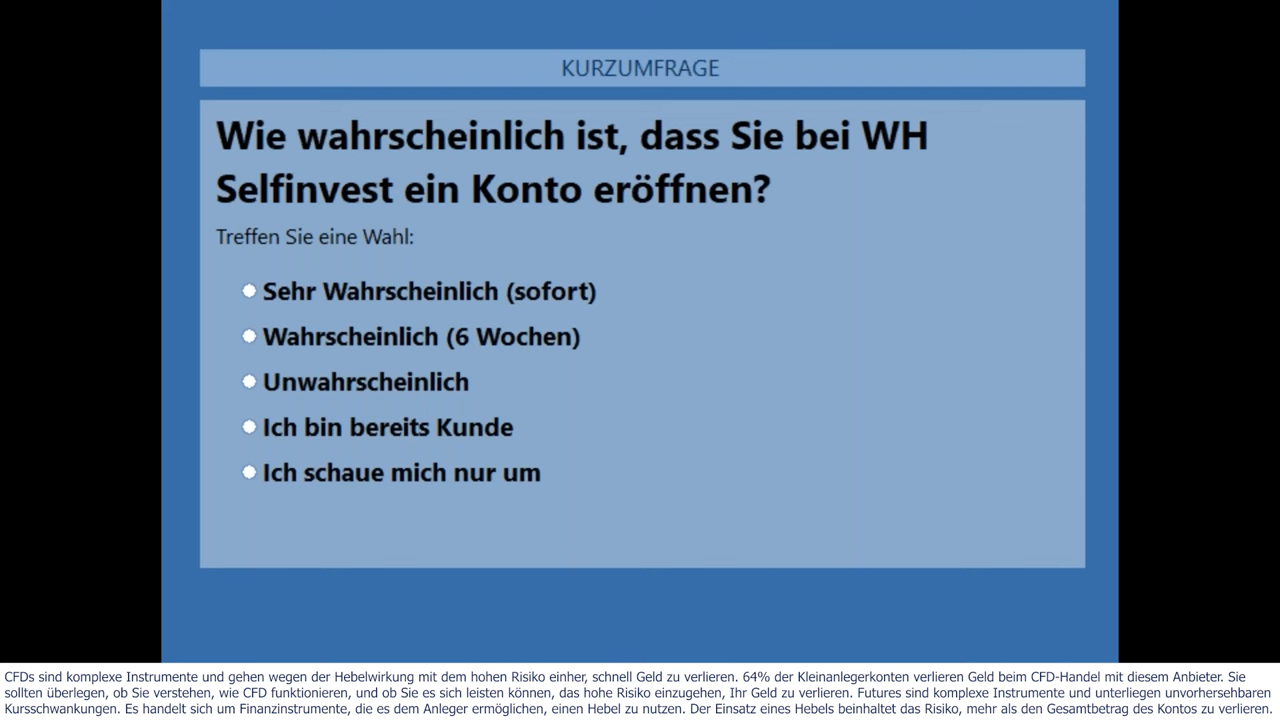 KURZUMFRAGE
Wie wahrscheinlich ist, dass Sie bei WH
Selfinvest ein Konto eröffnen?
Treffen Sie eine Wahl:
Sehr Wahrscheinlich (sofort)
Wahrscheinlich (6 Wochen)
Unwahrscheinlich
Ich bin bereits Kunde
Ich schaue mich nur um
CFDs sind komplexe Instrumente und gehen wegen der Hebelwirkung mit dem hohen Risiko einher, schnell Geld zu verlieren. 64% der Kleinanlegerkonten verlieren Geld beim CFD-Handel mit diesem Anbieter. Sie
sollten überlegen, ob Sie verstehen, wie CFD funktionieren, und ob Sie es sich leisten können, das hohe Risiko einzugehen, Ihr Geld zu verlieren. Futures sind komplexe Instrumente und unterliegen unvorhersehbaren
Kursschwankungen. Es handelt sich um Finanzinstrumente, die es dem Anleger ermöglichen, einen Hebel zu nutzen. Der Einsatz eines Hebels beinhaltet das Risiko, mehr als den Gesamtbetrag des Kontos zu verlieren.